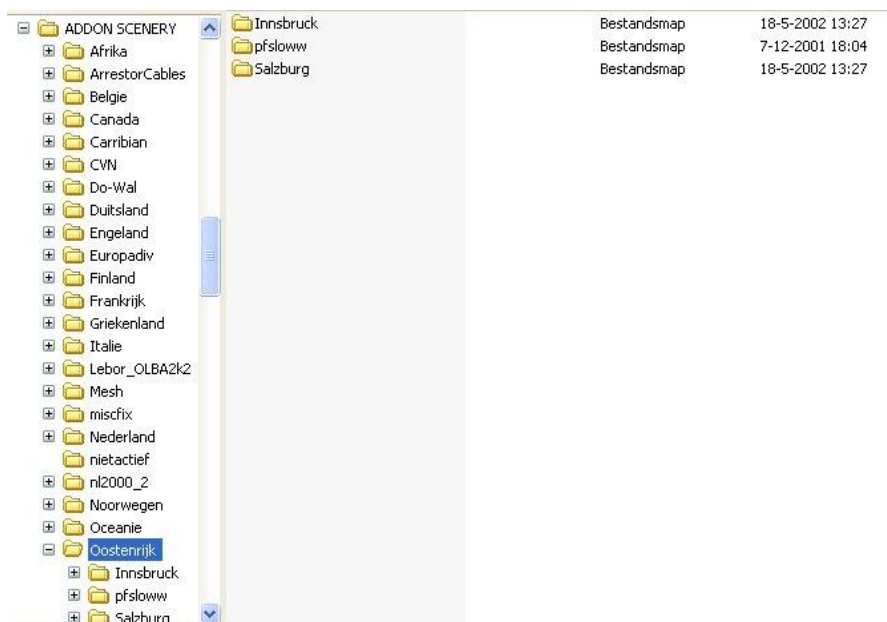 ADDON SCENERY
Afrika
ArrestorCables
Belgie
Canada
Carribian
CVN
Do-Wal
Duitsland
Engeland
Europadiv
Finland
Frankrijk
Griekenland
Italie
Lebor_OLBA2k2
Mesh
miscfix
Nederland
nietactief
nl2000_2
Noorwegen
Oceanie
Oostenrijk
Innsbruck
pfsloww
Salzburg
Innsbruck Bestandsmap 18-5-2002 13:27
pfsloww Bestandsmap 7-12-2001 18:04
Salzburg Bestandsmap 18-5-2002 13:27